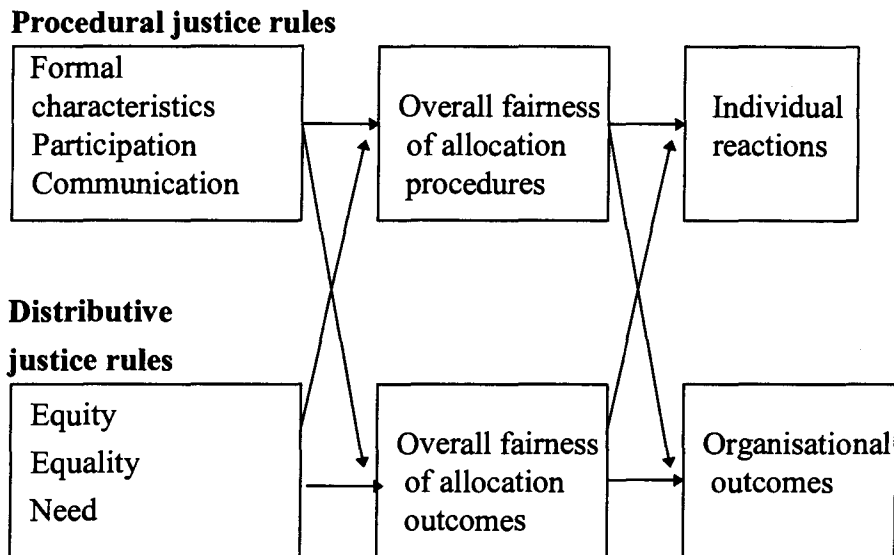 Procedural justice rules
Formal
characteristics
Participation
Communication
Overall fairness
of allocation
procedures
Individual
reactions
Distributive
justice rules
Equity
Equality
Need
Overall fairness
of allocation
outcomes
Organisational
outcomes